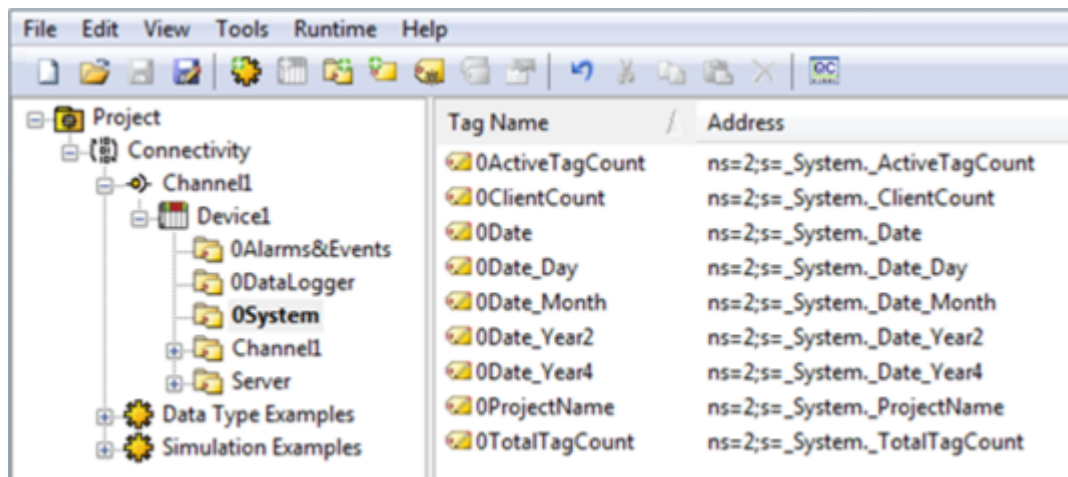 File Edit View Tools Runtime Help
Project
Connectivity
Channel1
Device1
0Alarms&Events
0DataLogger
0System
Channel1
Server
Data Type Examples
Simulation Examples
Tag Name / Address
0ActiveTagCount ns=2;s=_System._ActiveTagCount
0ClientCount ns=2;s=_System._ClientCount
0Date ns=2;s=_System._Date
0Date_Day ns=2;s=_System._Date_Day
0Date_Month ns=2;s=_System._Date_Month
0Date_Year2 ns=2;s=_System._Date_Year2
0Date_Year4 ns=2;s=_System._Date_Year4
0ProjectName ns=2;s=_System._ProjectName
0TotalTagCount ns=2;s=_System._TotalTagCount